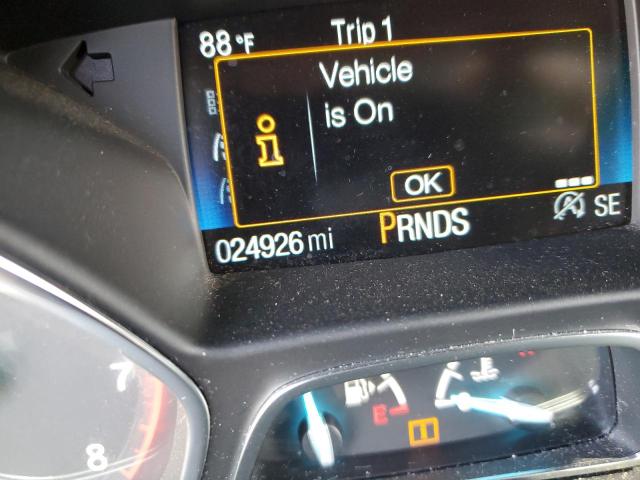 88°F Trip 1
Vehicle
is On
OK
024926 mi PRNDS SE
7
8
E